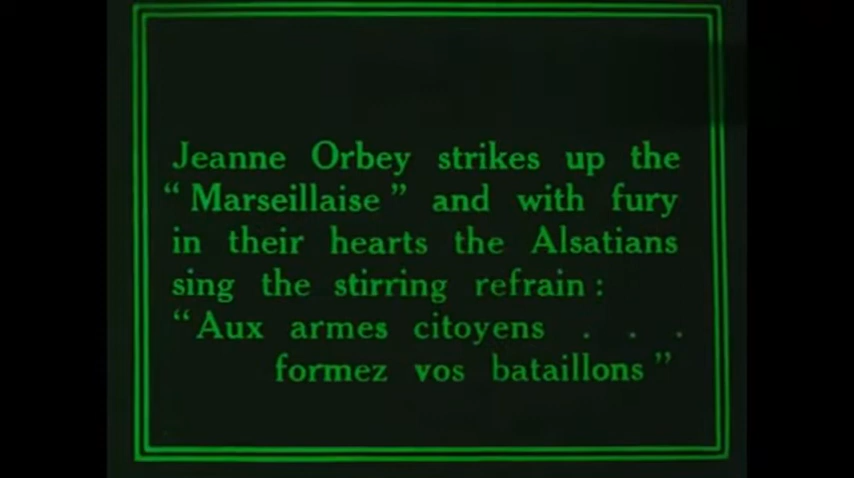 Jeanne Orbey strikes up the
“Marseillaise” and with fury
in their hearts the Alsatians
sing the stirring refrain :
“Aux armes citoyens . . .
formez vos bataillons”